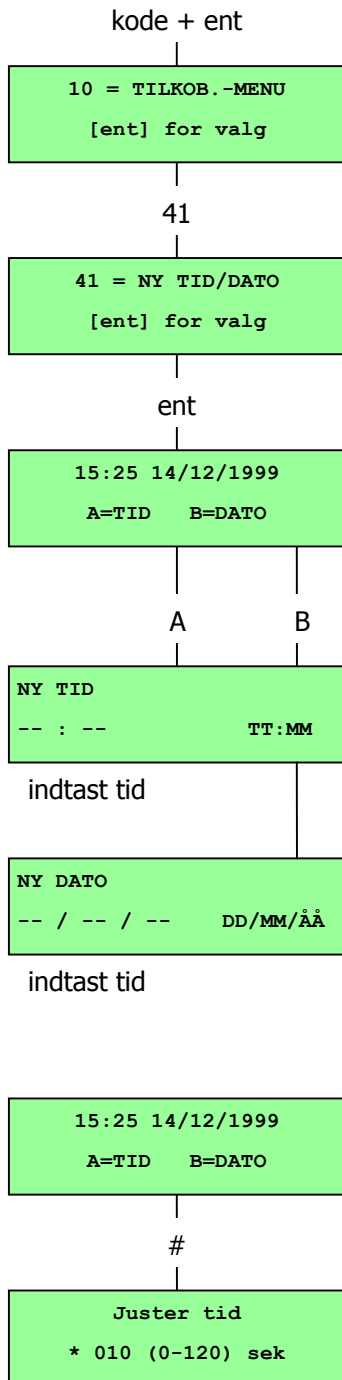 kode + ent
10 = TILKOB.-MENU
[ent] for valg
41
41 = NY TID/DATO
[ent] for valg
ent
15:25 14/12/1999
A=TID B=DATO
A B
NY TID
-- : -- TT:MM
indtast tid
NY DATO
-- / -- / -- DD/MM/ÅÅ
indtast tid
15:25 14/12/1999
A=TID B=DATO
#
Juster tid
* 010 (0-120) sek